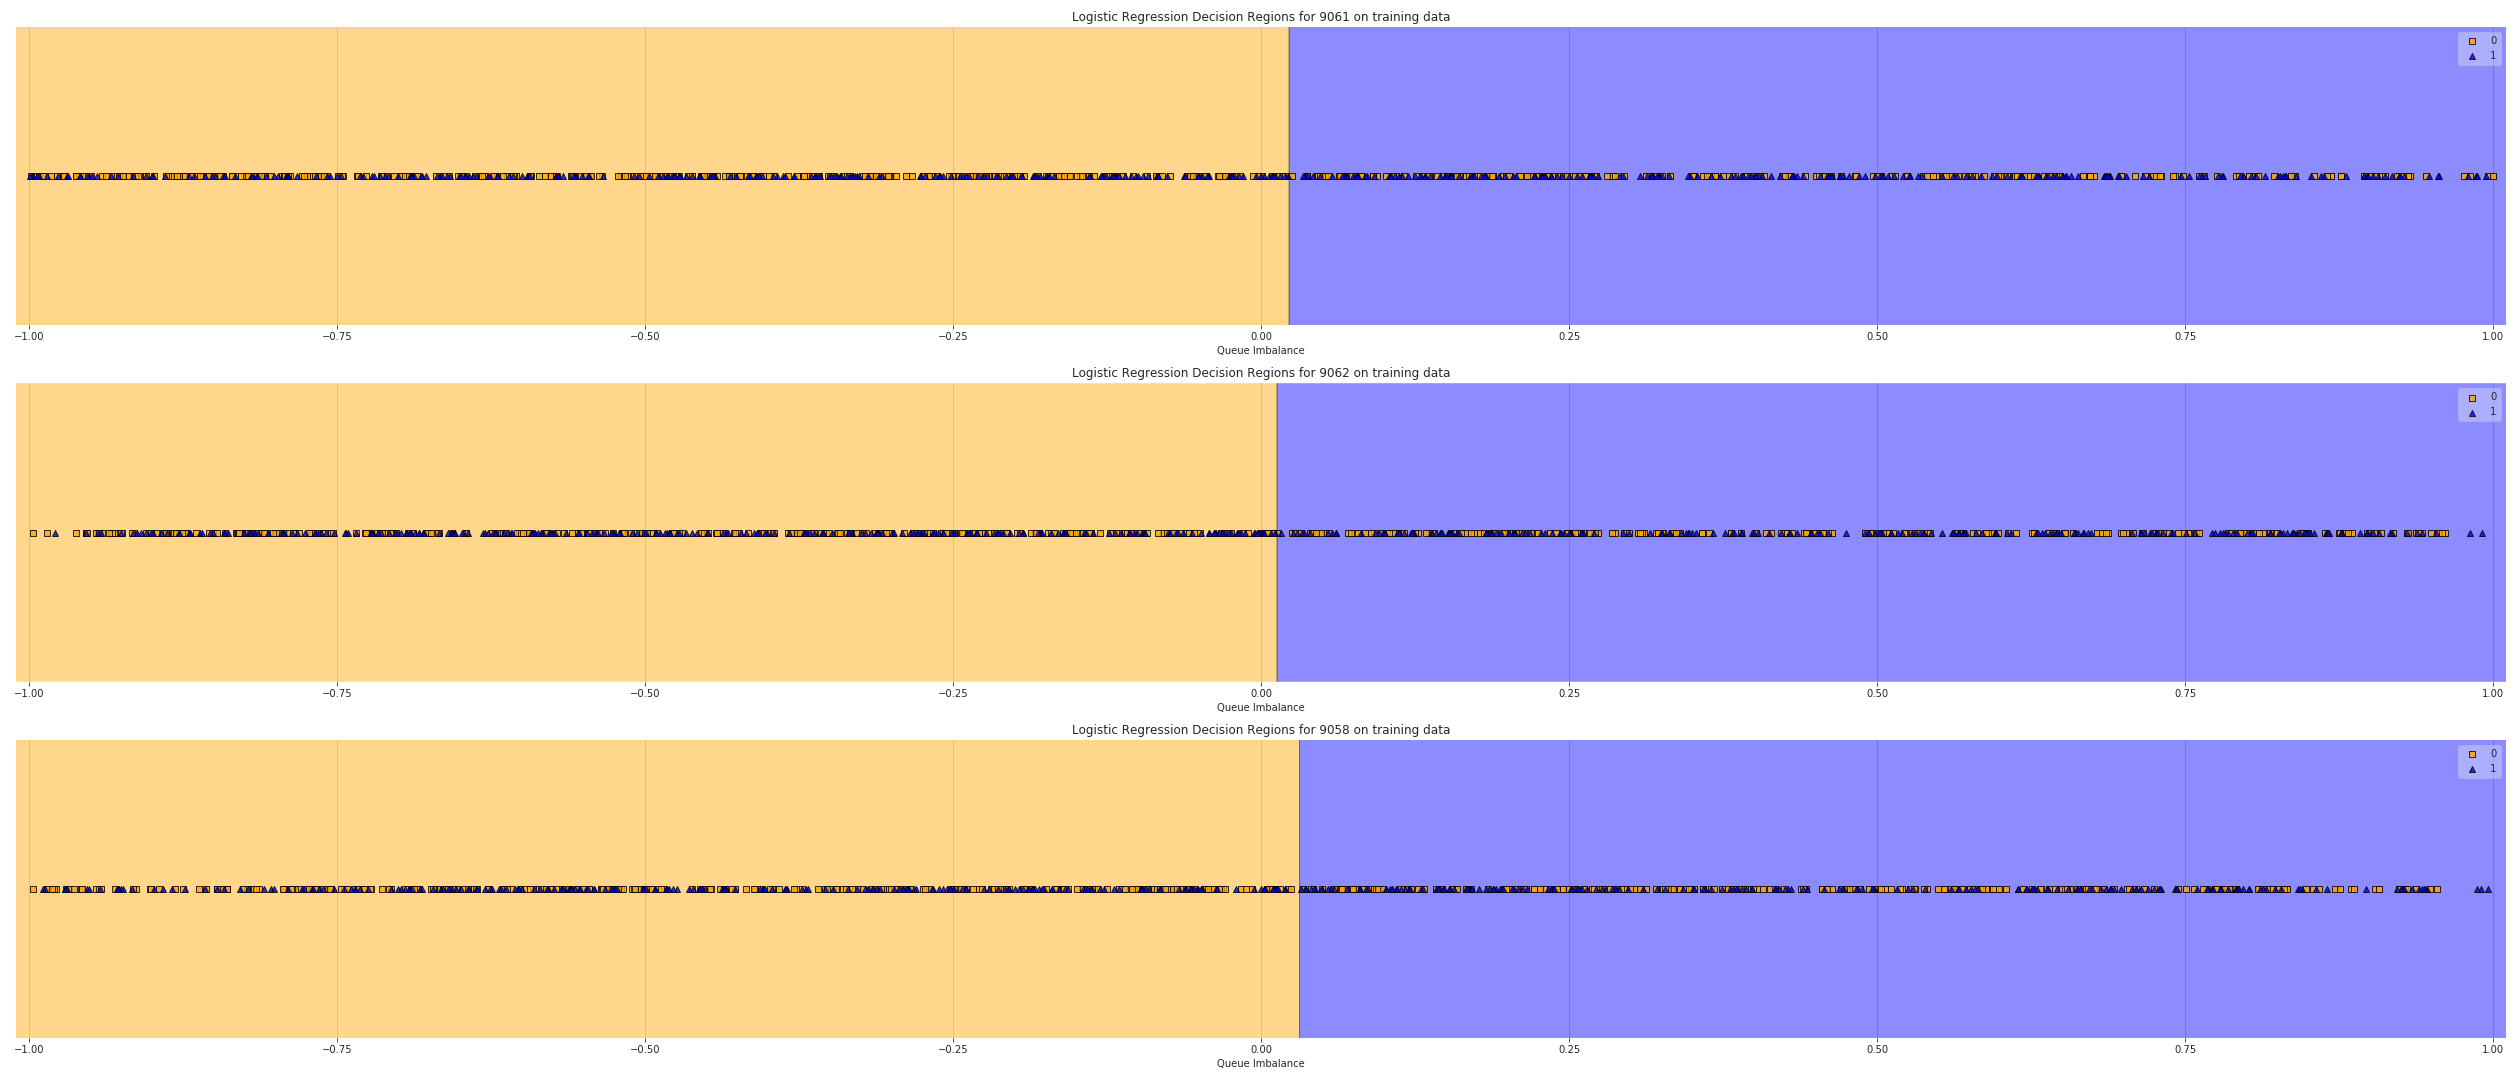 Logistic Regression Decision Regions for 9061 on training data
0
1
−1.00 −0.75 −0.50 −0.25 0.00 0.25 0.50 0.75 1.00
Queue Imbalance
Logistic Regression Decision Regions for 9062 on training data
0
1
−1.00 −0.75 −0.50 −0.25 0.00 0.25 0.50 0.75 1.00
Queue Imbalance
Logistic Regression Decision Regions for 9058 on training data
0
1
−1.00 −0.75 −0.50 −0.25 0.00 0.25 0.50 0.75 1.00
Queue Imbalance